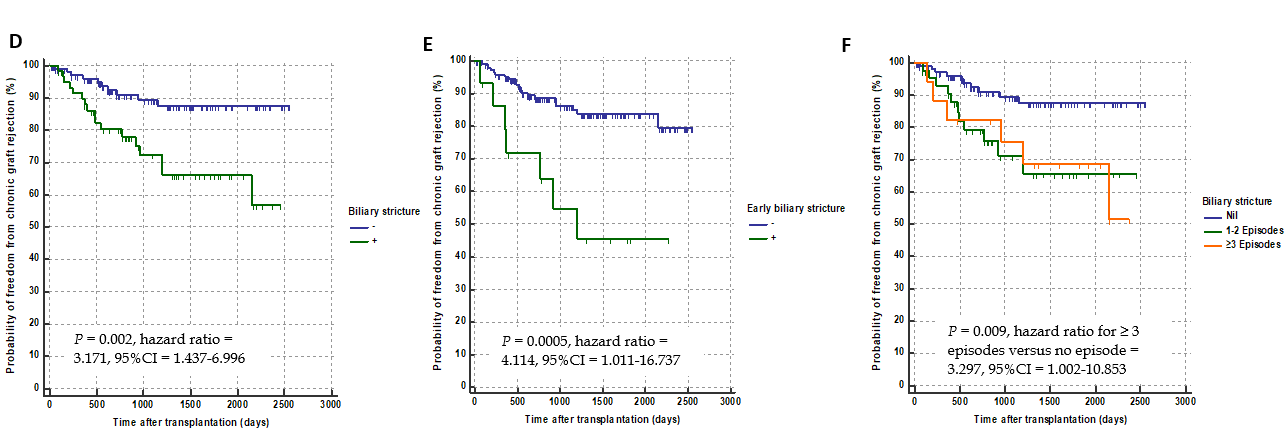 D
Probability of freedom from chronic graft rejection (%)
100
90
80
70
60
50
40
30
20
10
0
0 500 1000 1500 2000 2500 3000
Time after transplantation (days)
P = 0.002, hazard ratio =
3.171, 95%CI = 1.437-6.996
Biliary stricture
-
+
E
Probability of freedom from chronic graft rejection (%)
100
90
80
70
60
50
40
30
20
10
0
0 500 1000 1500 2000 2500 3000
Time after transplantation (days)
P = 0.0005, hazard ratio =
4.114, 95%CI = 1.011-16.737
Early biliary stricture
-
+
F
Probability of freedom from chronic graft rejection (%)
100
90
80
70
60
50
40
30
20
10
0
0 500 1000 1500 2000 2500 3000
Time after transplantation (days)
P = 0.009, hazard ratio for ≥ 3
episodes versus no episode =
3.297, 95%CI = 1.002-10.853
Biliary stricture
Nil
1-2 Episodes
≥3 Episodes